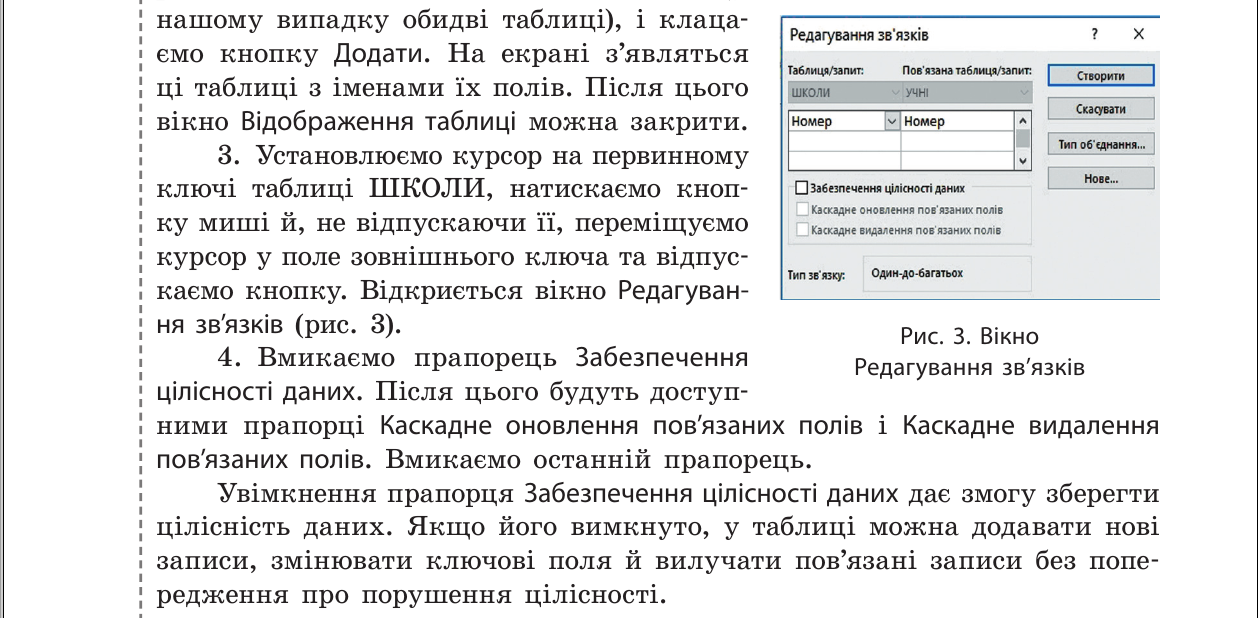 нашому випадку обидві таблиці), і клаца-
ємо кнопку Додати. На екрані з’являться
ці таблиці з іменами їх полів. Після цього
вікно Відображення таблиці можна закрити.
3. Установлюємо курсор на первинному
ключі таблиці ШКОЛИ, натискаємо кноп-
ку миші й, не відпускаючи її, переміщуємо
курсор у поле зовнішнього ключа та відпус-
каємо кнопку. Відкриється вікно Редагуван-
ня зв’язків (рис. 3).
4. Вмикаємо прапорець Забезпечення
цілісності даних. Після цього будуть доступ-
ними прапорці Каскадне оновлення пов’язаних полів і Каскадне видалення
пов’язаних полів. Вмикаємо останній прапорець.
Увімкнення прапорця Забезпечення цілісності даних дає змогу зберегти
цілісність даних. Якщо його вимкнуто, у таблиці можна додавати нові
записи, змінювати ключові поля й вилучати пов’язані записи без попе-
редження про порушення цілісності.
Редагування зв'язків ? ×
Таблиця/запит: Пов'язана таблиця/запит:
ШКОЛИ УЧНІ
Номер Номер
Створити
Скасувати
Тип об'єднання...
Нове...
Забезпечення цілісності даних
Каскадне оновлення пов'язаних полів
Каскадне видалення пов'язаних полів
Тип зв'язку: Один-до-багатьох
Рис. 3. Вікно
Редагування зв’язків